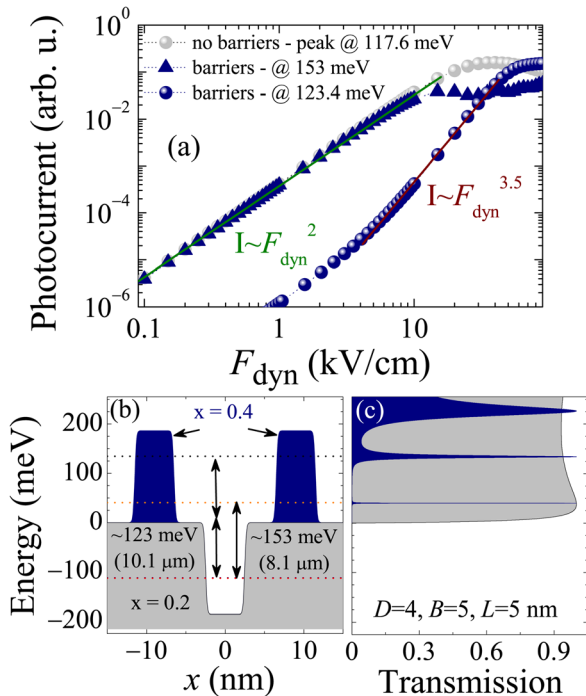 no barriers - peak @ 117.6 meV
barriers - @ 153 meV
barriers - @ 123.4 meV
(a)
I~F_dyn^2
I~F_dyn^3.5
Photocurrent (arb. u.)
10^0
10^-2
10^-4
10^-6
0.1 1 10
F_dyn (kV/cm)
(b)
x = 0.4
~123 meV
(10.1 μm)
~153 meV
(8.1 μm)
x = 0.2
Energy (meV)
200
100
0
−100
−200
−10 0 10
x (nm)
(c)
D=4, B=5, L=5 nm
0 0.3 0.6 0.9
Transmission